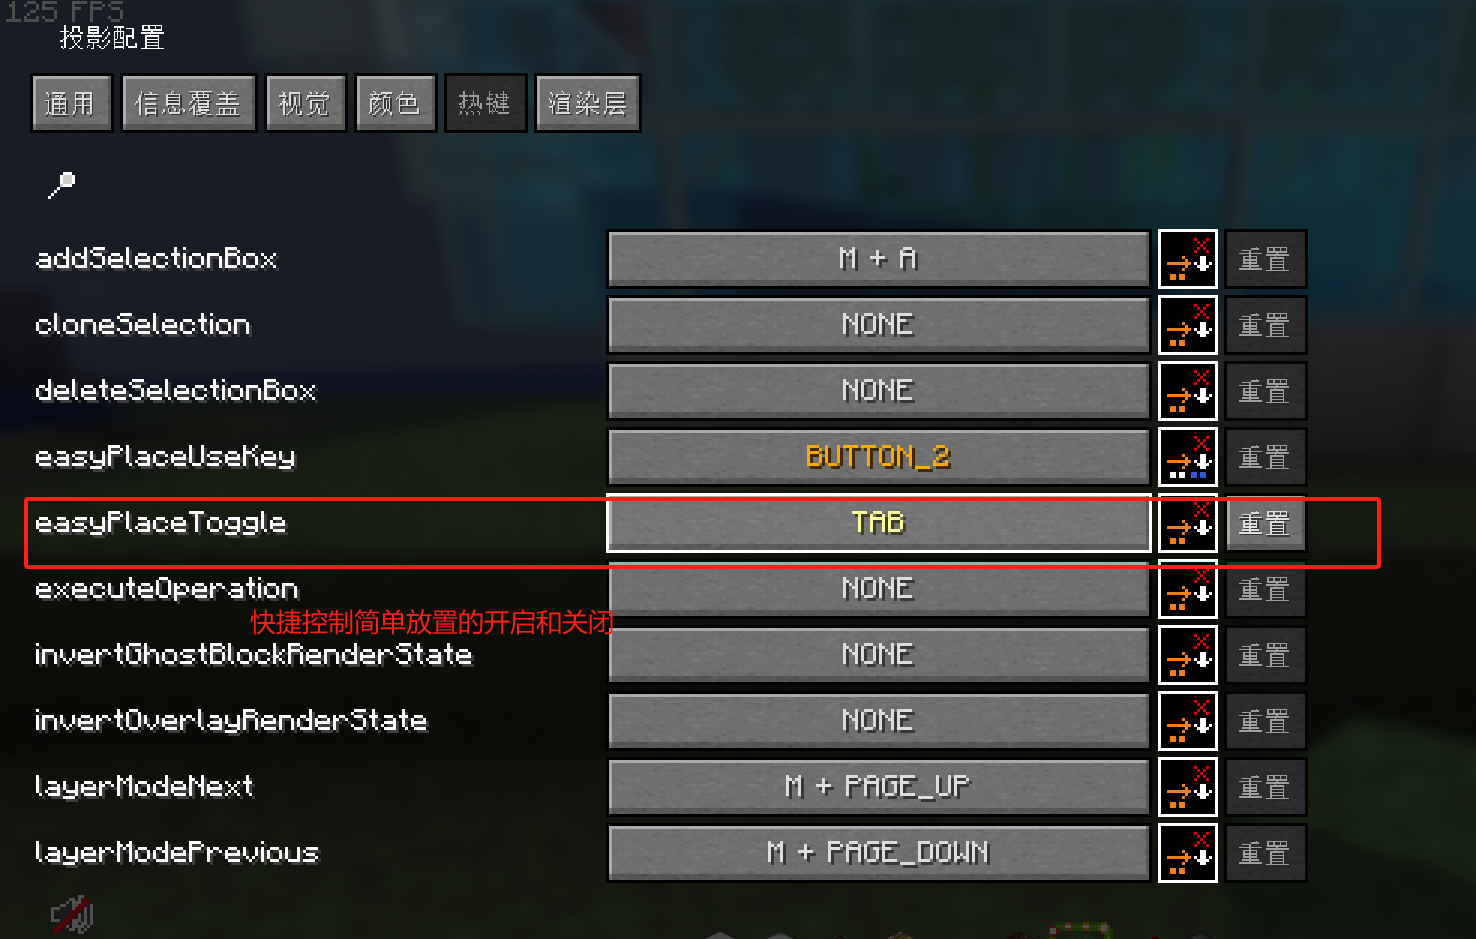 125 FPS
投影配置
通用 信息覆盖 视觉 颜色 热键 渲染层
addSelectionBox M + A 重置
cloneSelection NONE 重置
deleteSelectionBox NONE 重置
easyPlaceUseKey BUTTON_2 重置
easyPlaceToggle TAB 重置
executeOperation NONE 重置
快捷控制简单放置的开启和关闭
invertGhostBlockRenderState NONE 重置
invertOverlayRenderState NONE 重置
layerModeNext M + PAGE_UP 重置
layerModePrevious M + PAGE_DOWN 重置